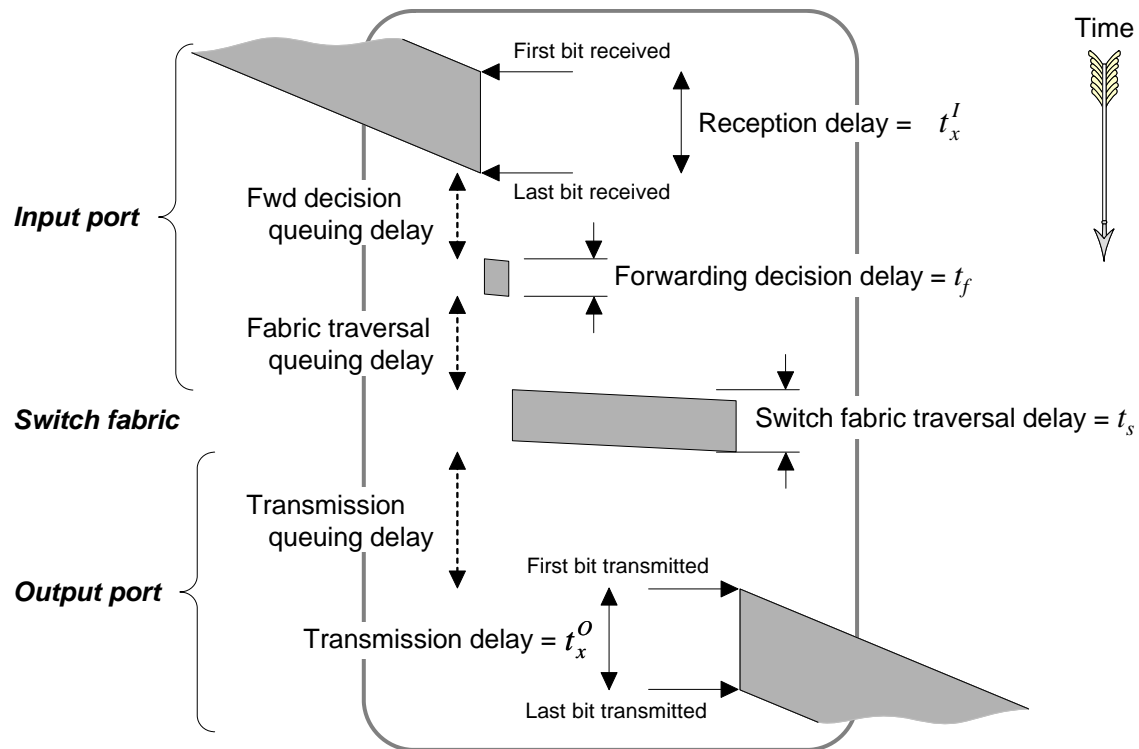 Time
First bit received
Reception delay = t_x^I
Last bit received
Input port
Fwd decision
queuing delay
Forwarding decision delay = t_f
Fabric traversal
queuing delay
Switch fabric
Switch fabric traversal delay = t_s
Transmission
queuing delay
First bit transmitted
Output port
Transmission delay = t_x^O
Last bit transmitted